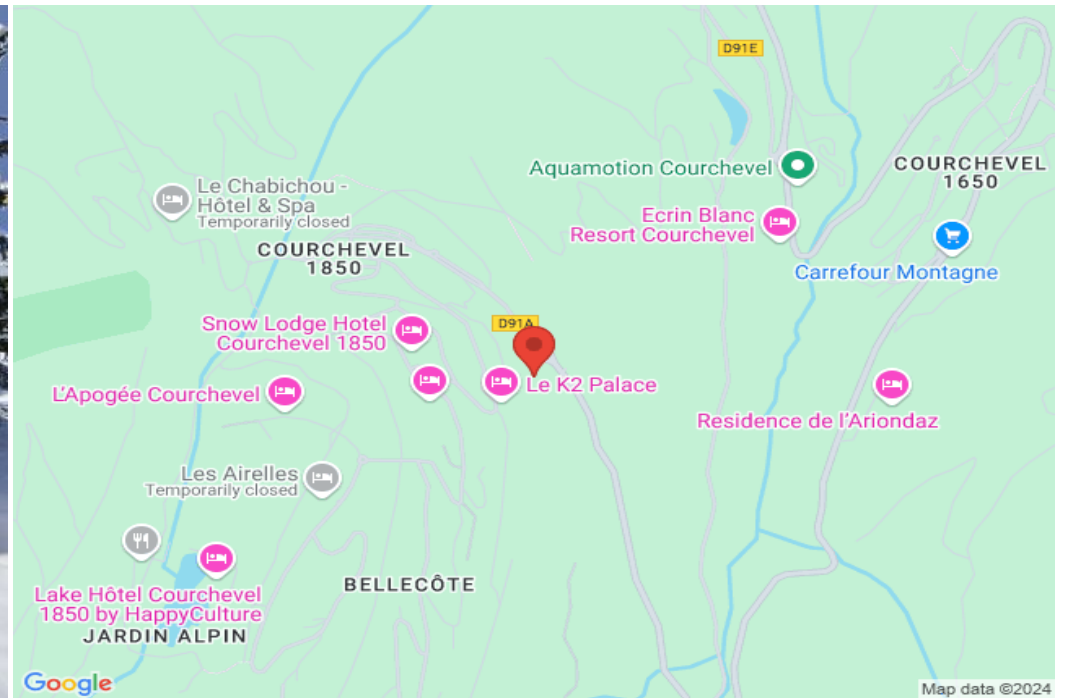 D91E
Aquamotion Courchevel
COURCHEVEL
1650
Le Chabichou -
Hôtel & Spa
Temporarily closed
Ecrin Blanc
Resort Courchevel
COURCHEVEL
1850
Carrefour Montagne
Snow Lodge Hotel
Courchevel 1850
D91A
L'Apogée Courchevel
Le K2 Palace
Residence de l'Ariondaz
Les Airelles
Temporarily closed
BELLECÔTE
Lake Hôtel Courchevel
1850 by HappyCulture
JARDIN ALPIN
Google
Map data ©2024